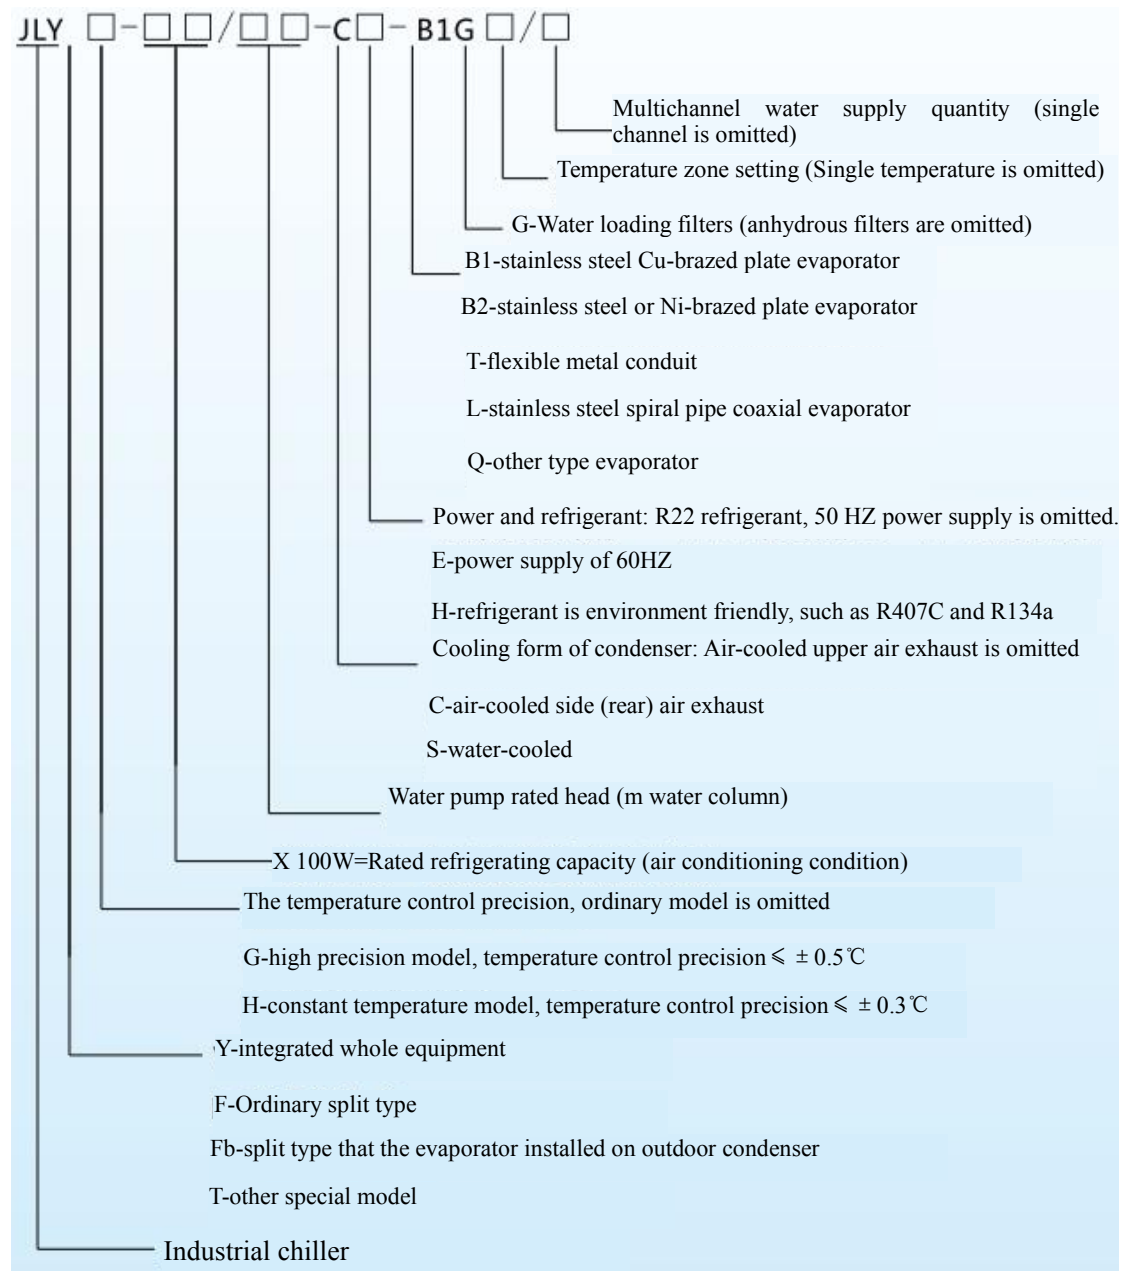 JLY □-□□/□□-C□-B1G□/□
Multichannel water supply quantity (single
channel is omitted)
Temperature zone setting (Single temperature is omitted)
G-Water loading filters (anhydrous filters are omitted)
B1-stainless steel Cu-brazed plate evaporator
B2-stainless steel or Ni-brazed plate evaporator
T-flexible metal conduit
L-stainless steel spiral pipe coaxial evaporator
Q-other type evaporator
Power and refrigerant: R22 refrigerant, 50 HZ power supply is omitted.
E-power supply of 60HZ
H-refrigerant is environment friendly, such as R407C and R134a
Cooling form of condenser: Air-cooled upper air exhaust is omitted
C-air-cooled side (rear) air exhaust
S-water-cooled
Water pump rated head (m water column)
X 100W=Rated refrigerating capacity (air conditioning condition)
The temperature control precision, ordinary model is omitted
G-high precision model, temperature control precision≤ ±0.5℃
H-constant temperature model, temperature control precision≤ ±0.3℃
Y-integrated whole equipment
F-Ordinary split type
Fb-split type that the evaporator installed on outdoor condenser
T-other special model
Industrial chiller